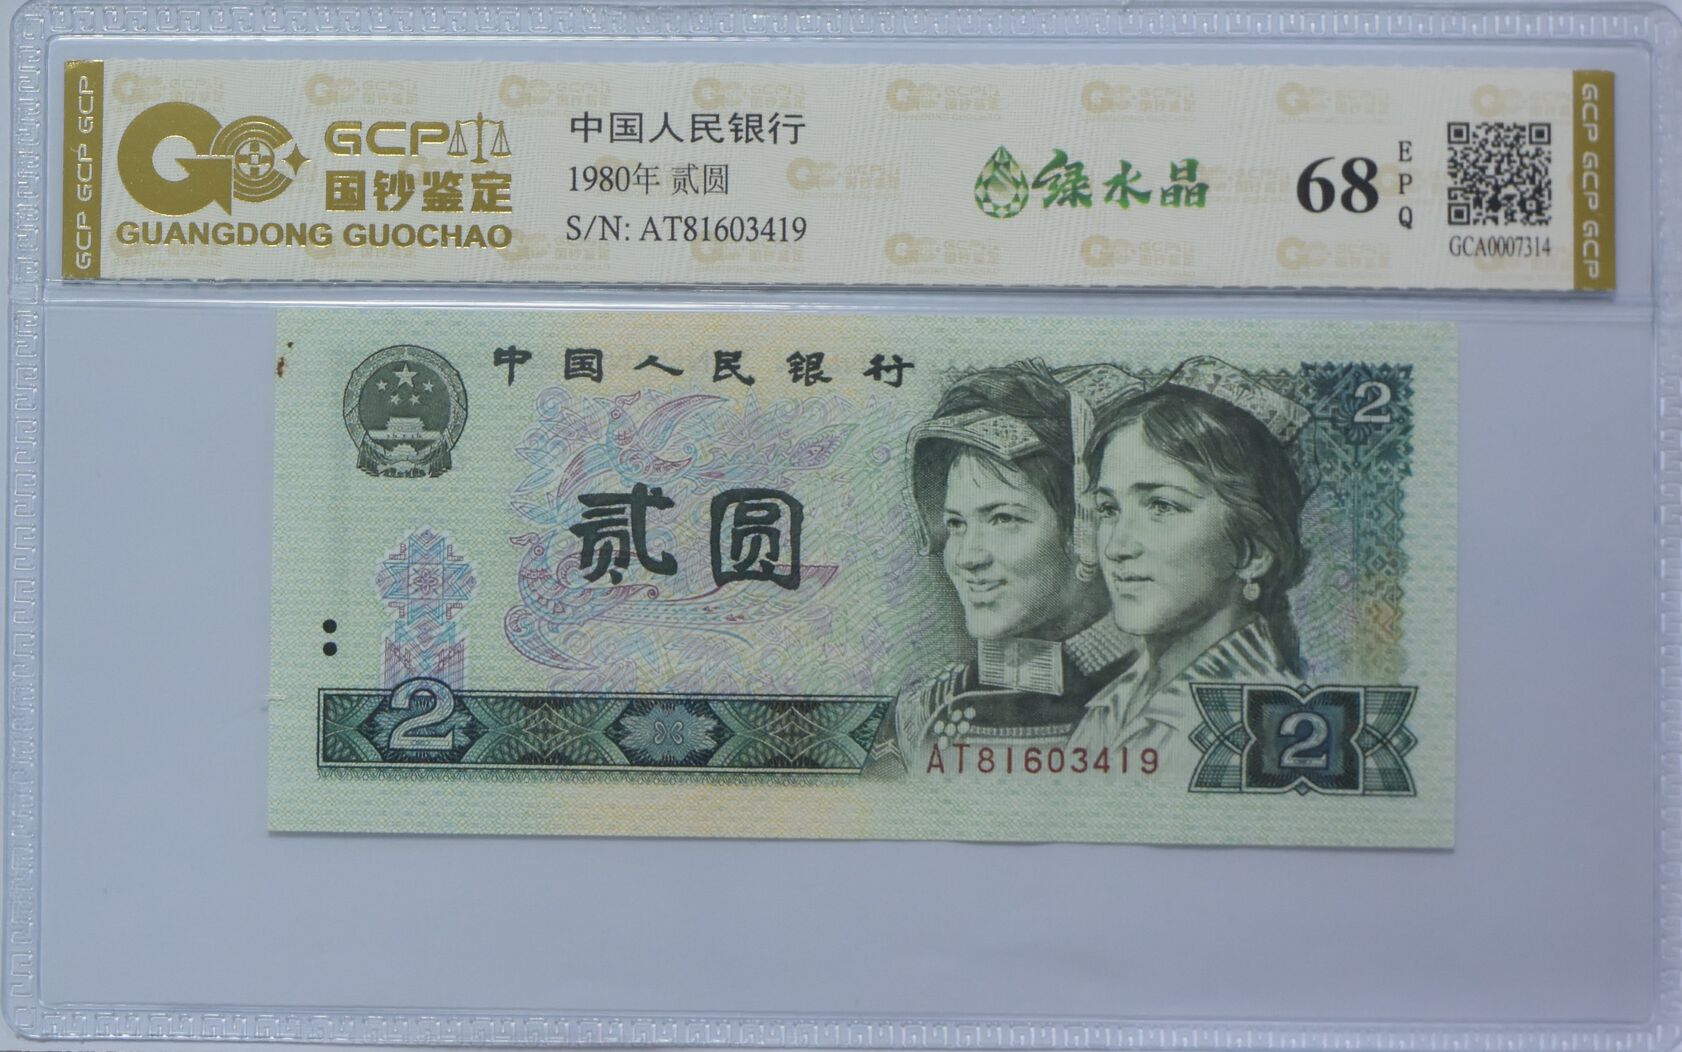 GCP GCP GCP
GCP
国钞鉴定
GUANGDONG GUOCHAO
中国人民银行
1980年 贰圆
S/N: AT81603419
绿水晶
68
EPQ
GCA0007314
GCP GCP GCP
中国人民银行
2
贰圆
2
AT81603419
2